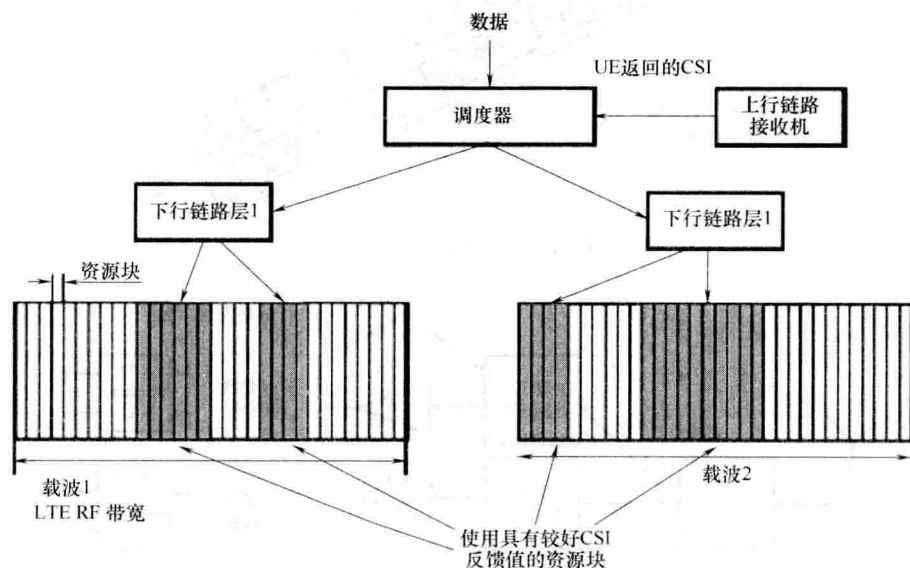 数据
UE返回的CSI
调度器
上行链路
接收机
下行链路层1
下行链路层1
资源块
载波1
LTE RF 带宽
载波2
使用具有较好CSI
反馈值的资源块